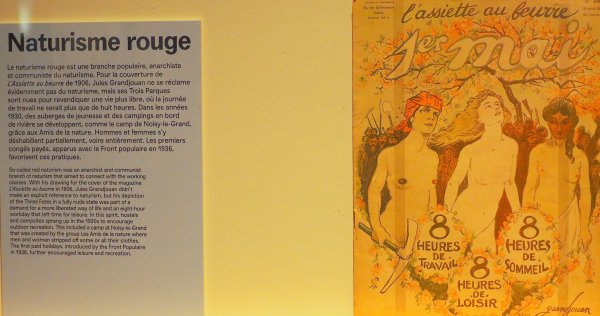 Naturisme rouge
Le naturisme rouge est une branche populaire, anarchiste
et communiste du naturisme. Pour la couverture de
L'Assiette au beurre de 1906, Jules Grandjouan ne se réclame
évidemment pas du naturisme, mais ses Trois Parques
sont nues pour revendiquer une vie plus libre, où la journée
de travail ne serait plus que de huit heures. Dans les années
1930, des auberges de jeunesse et des campings en bord
de rivière se développent, comme le camp de Noisy-le-Grand,
grâce aux Amis de la nature. Hommes et femmes s'y
déshabillent partiellement, voire entièrement. Les premiers
congés payés, apparus avec le Front populaire en 1936,
favorisent ces pratiques.
So-called red naturism was an anarchist and communist
branch of naturism that aimed to connect with the working
classes. With his drawing for the cover of the magazine
L'Assiette au beurre in 1906, Jules Grandjouan didn't
make an explicit reference to naturism, but his depiction
of the Three Fates in a fully nude state was part of a
demand for a more liberated way of life and an eight-hour
workday that left time for leisure. In this spirit, hostels
and campsites sprang up in the 1930s to encourage
outdoor recreation. This included a camp at Noisy-le-Grand
that was created by the group Les Amis de la nature where
men and women stripped off some or all their clothes.
The first paid holidays, introduced by the Front Populaire
in 1936, further encouraged leisure and recreation.
l'assiette au beurre
1er mai
8
HEURES
DE
TRAVAIL
8
HEURES
DE
LOISIR
8
HEURES
DE
SOMMEIL
grandjouan